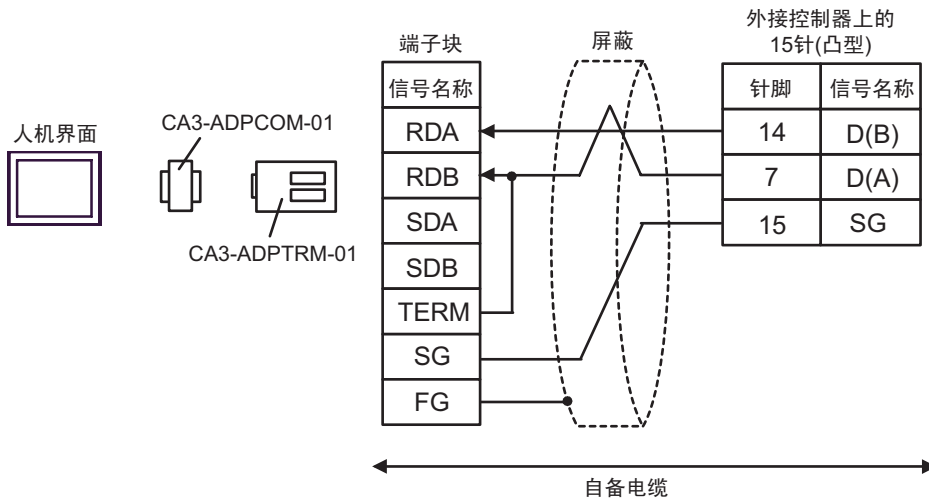 外接控制器上的
15针(凸型)
端子块
屏蔽
信号名称
针脚
信号名称
人机界面
CA3-ADPCOM-01
CA3-ADPTRM-01
RDA
14
D(B)
RDB
7
D(A)
SDA
15
SG
SDB
TERM
SG
FG
自备电缆